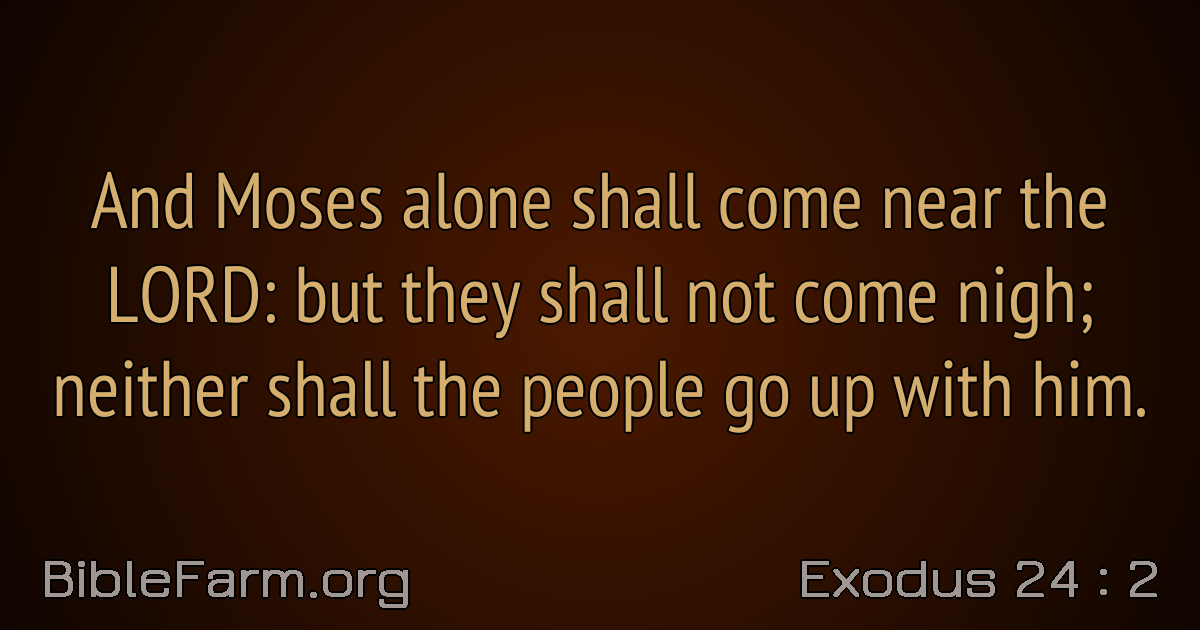 And Moses alone shall come near the
LORD: but they shall not come nigh;
neither shall the people go up with him.
BibleFarm.org
Exodus 24 : 2